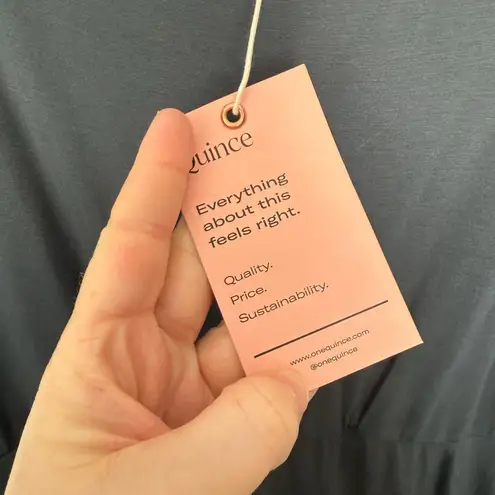 Quince
Everything
about this
feels right.
Quality.
Price.
Sustainability.
www.onequince.com
@onequince